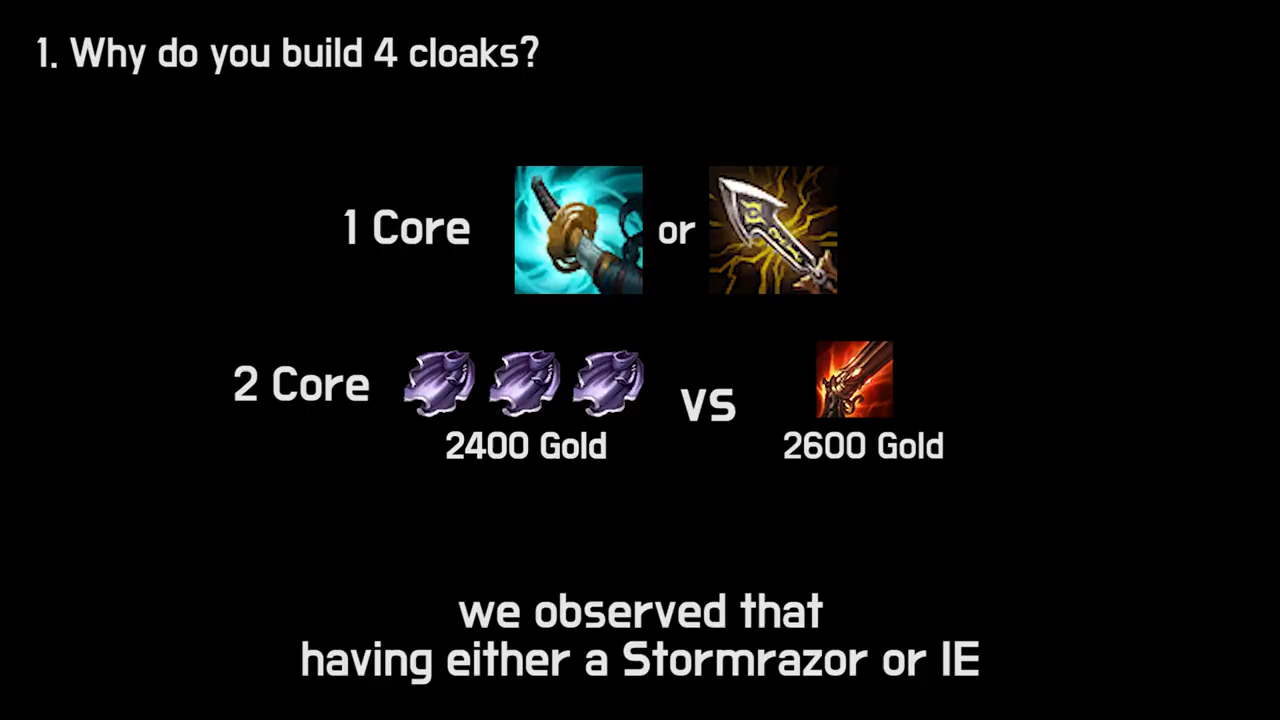 1. Why do you build 4 cloaks?
1 Core
or
2 Core
vs
2400 Gold
2600 Gold
we observed that
having either a Stormrazor or IE